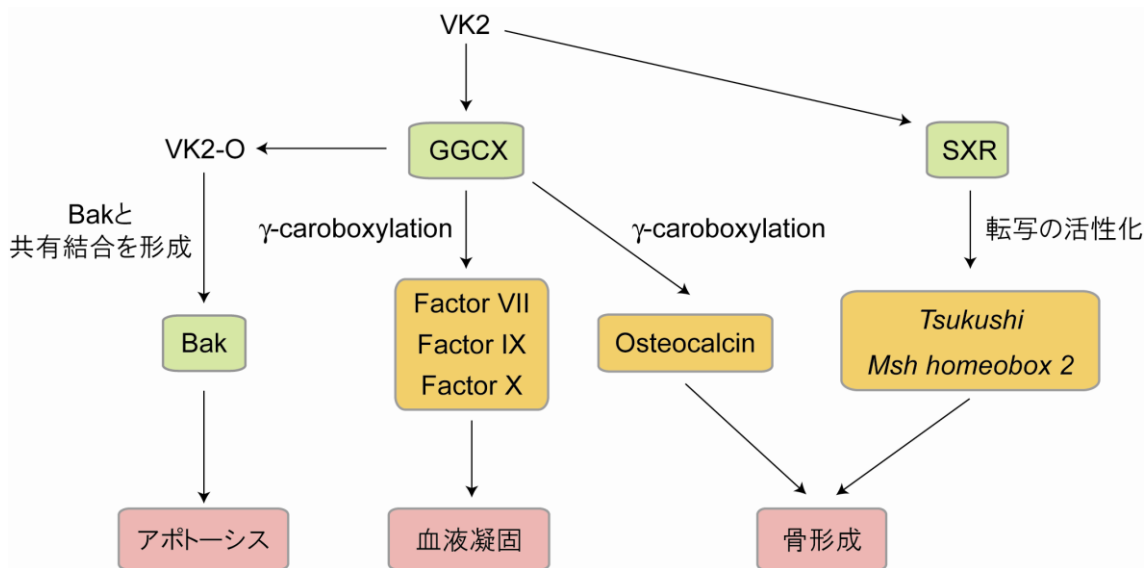 VK2
VK2-O
GGCX
SXR
Bakと
共有結合を形成
γ-caroboxylation
γ-caroboxylation
転写の活性化
Bak
Factor VII
Factor IX
Factor X
Osteocalcin
Tsukushi
Msh homeobox 2
アポトーシス
血液凝固
骨形成